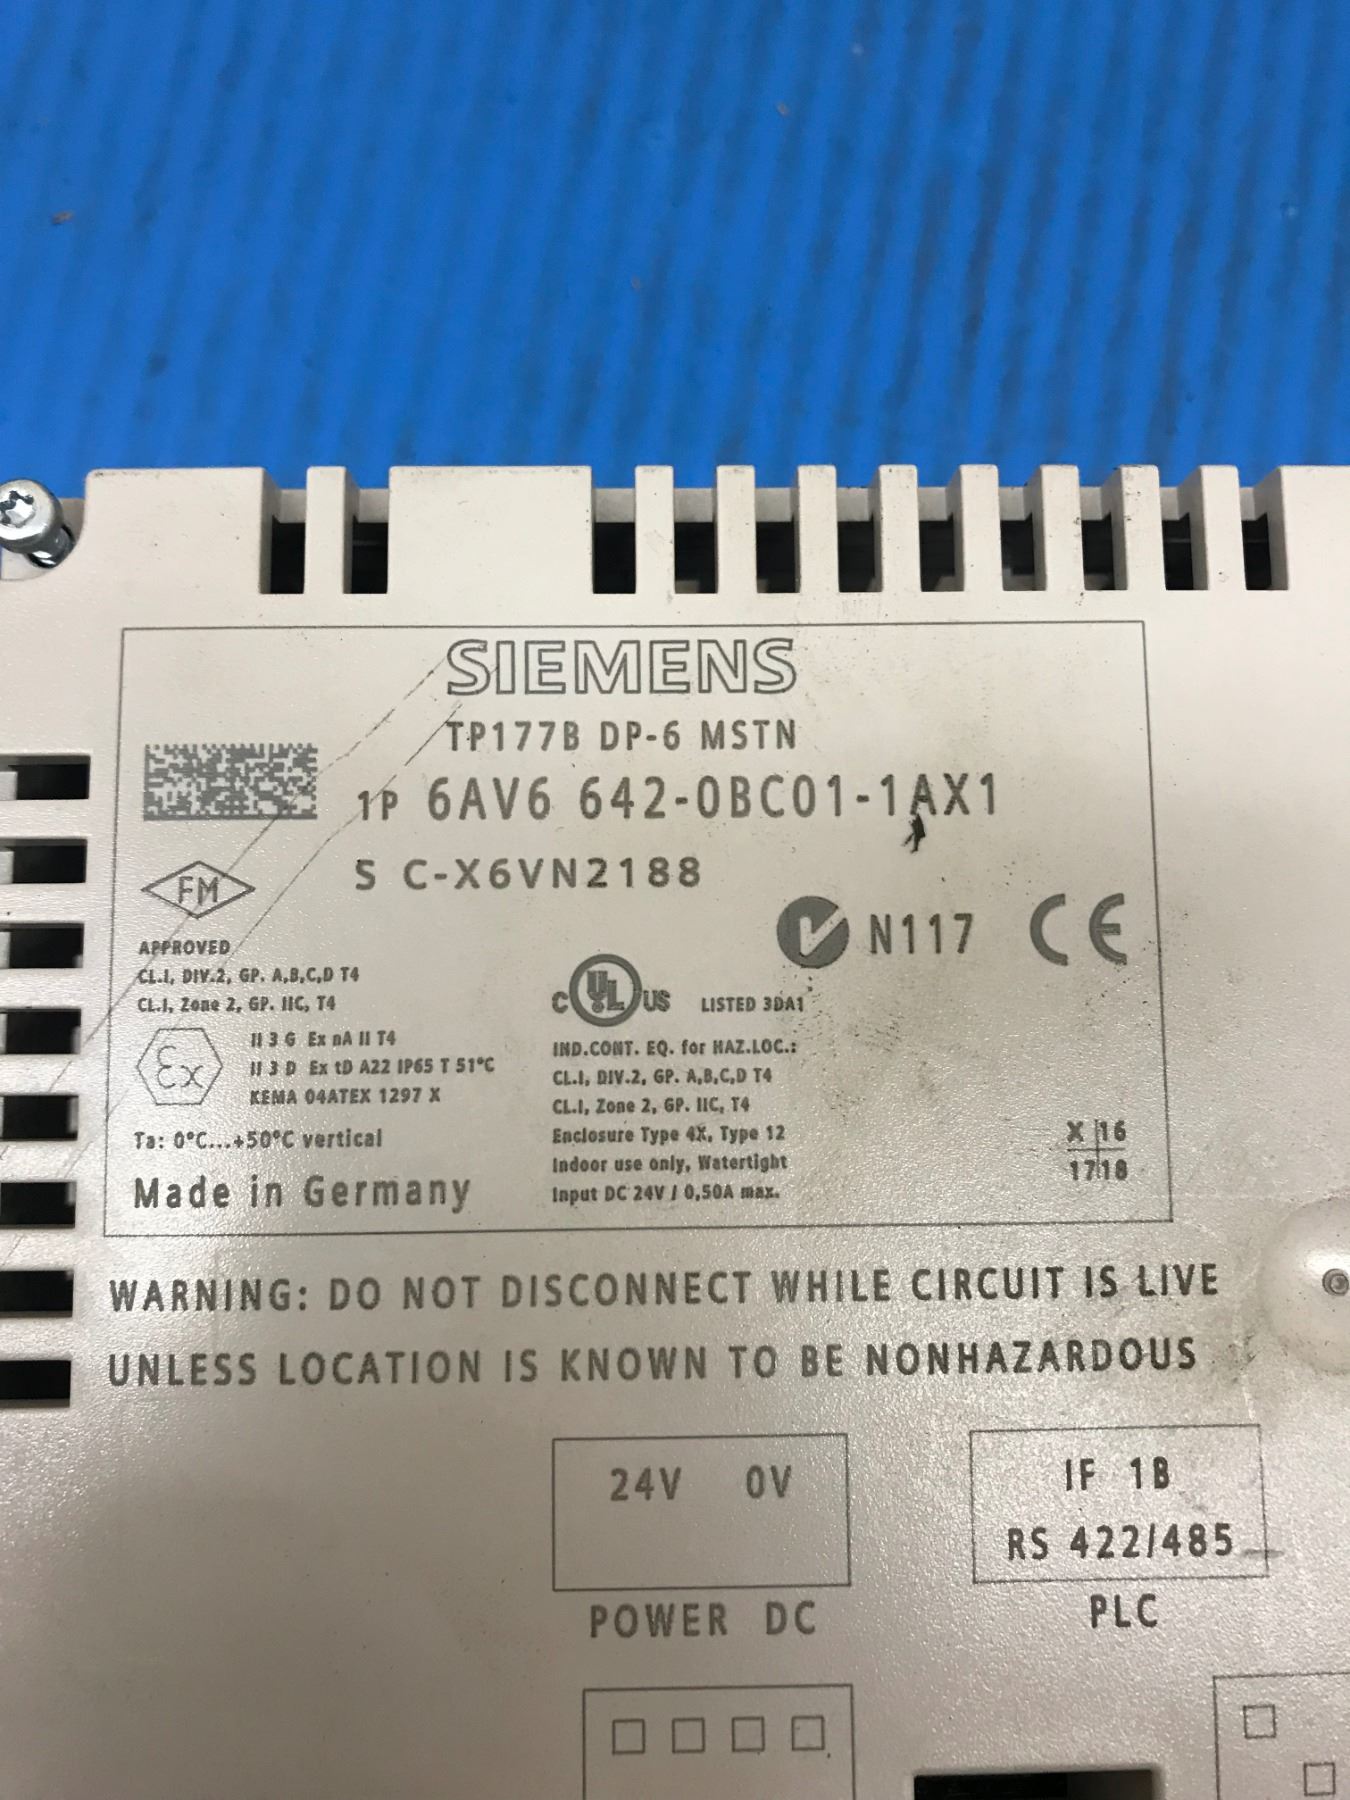 SIEMENS
TP177B DP-6 MSTN
1P 6AV6 642-0BC01-1AX1
S C-X6VN2188
FM
APPROVED
CL.I, DIV.2, GP. A,B,C,D T4
CL.I, Zone 2, GP. IIC, T4
N117 CE
C UL US LISTED 3DA1
Ex
II 3 G Ex nA II T4
II 3 D Ex tD A22 IP65 T 51°C
KEMA 04ATEX 1297 X
Ta: 0°C...+50°C vertical
Made in Germany
IND.CONT. EQ. for HAZ.LOC.:
CL.I, DIV.2, GP. A,B,C,D T4
CL.I, Zone 2, GP. IIC, T4
Enclosure Type 4X, Type 12
Indoor use only, Watertight
Input DC 24V / 0,50A max.
X 16
17 18
WARNING: DO NOT DISCONNECT WHILE CIRCUIT IS LIVE
UNLESS LOCATION IS KNOWN TO BE NONHAZARDOUS
24V 0V
POWER DC
IF 1B
RS 422/485
PLC